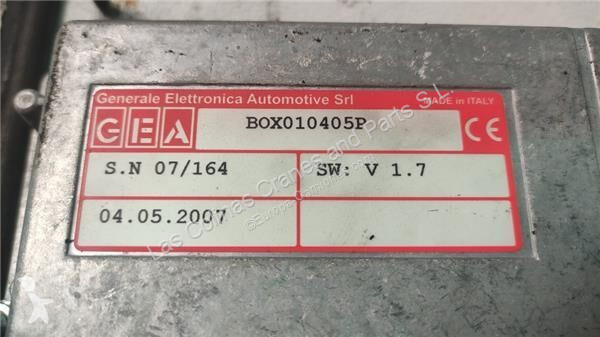 Generale Elettronica Automotive Srl MADE in ITALY
GEA BOX010405P CE
S.N 07/164 SW: V 1.7
04.05.2007
Las Comas Cranes and Parts S.L.